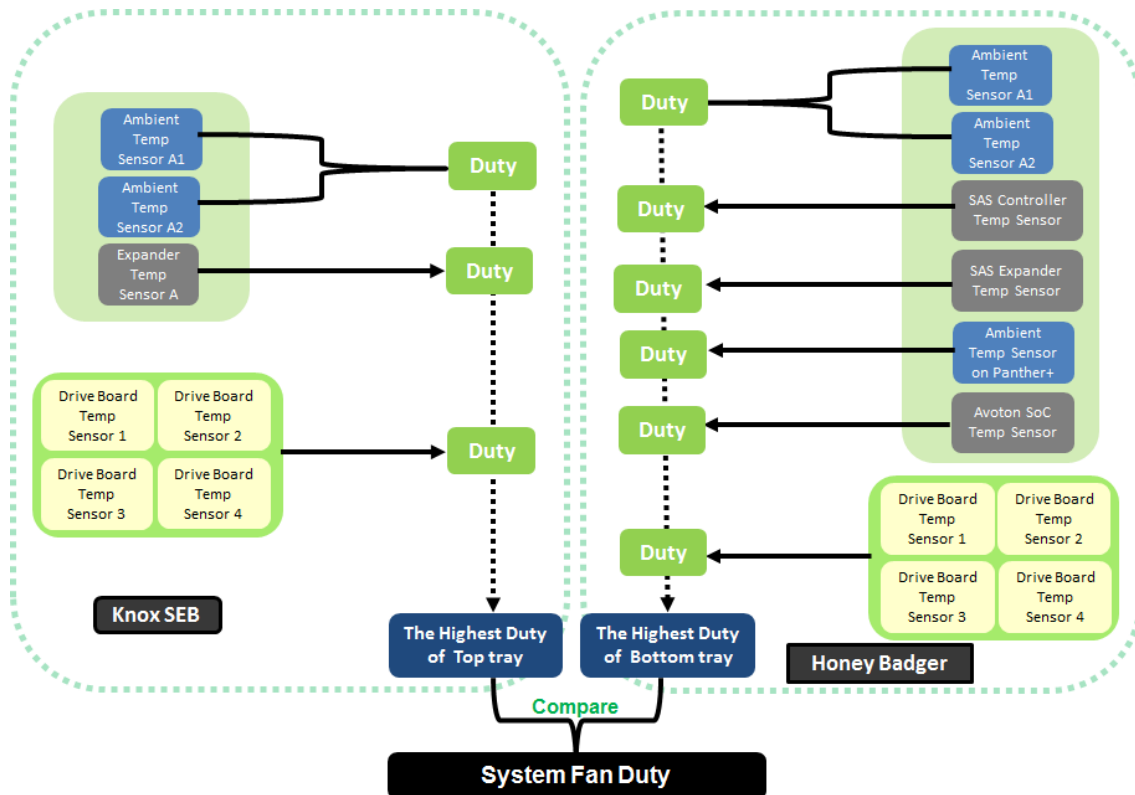 Ambient
Temp
Sensor A1
Ambient
Temp
Sensor A2
Expander
Temp
Sensor A
Duty
Duty
Drive Board
Temp
Sensor 1
Drive Board
Temp
Sensor 2
Drive Board
Temp
Sensor 3
Drive Board
Temp
Sensor 4
Duty
Knox SEB
The Highest Duty
of Top tray
Duty
Ambient
Temp
Sensor A1
Ambient
Temp
Sensor A2
Duty
SAS Controller
Temp Sensor
Duty
SAS Expander
Temp Sensor
Duty
Ambient
Temp Sensor
on Panther+
Duty
Avoton SoC
Temp Sensor
Duty
Drive Board
Temp
Sensor 1
Drive Board
Temp
Sensor 2
Drive Board
Temp
Sensor 3
Drive Board
Temp
Sensor 4
The Highest Duty
of Bottom tray
Honey Badger
Compare
System Fan Duty